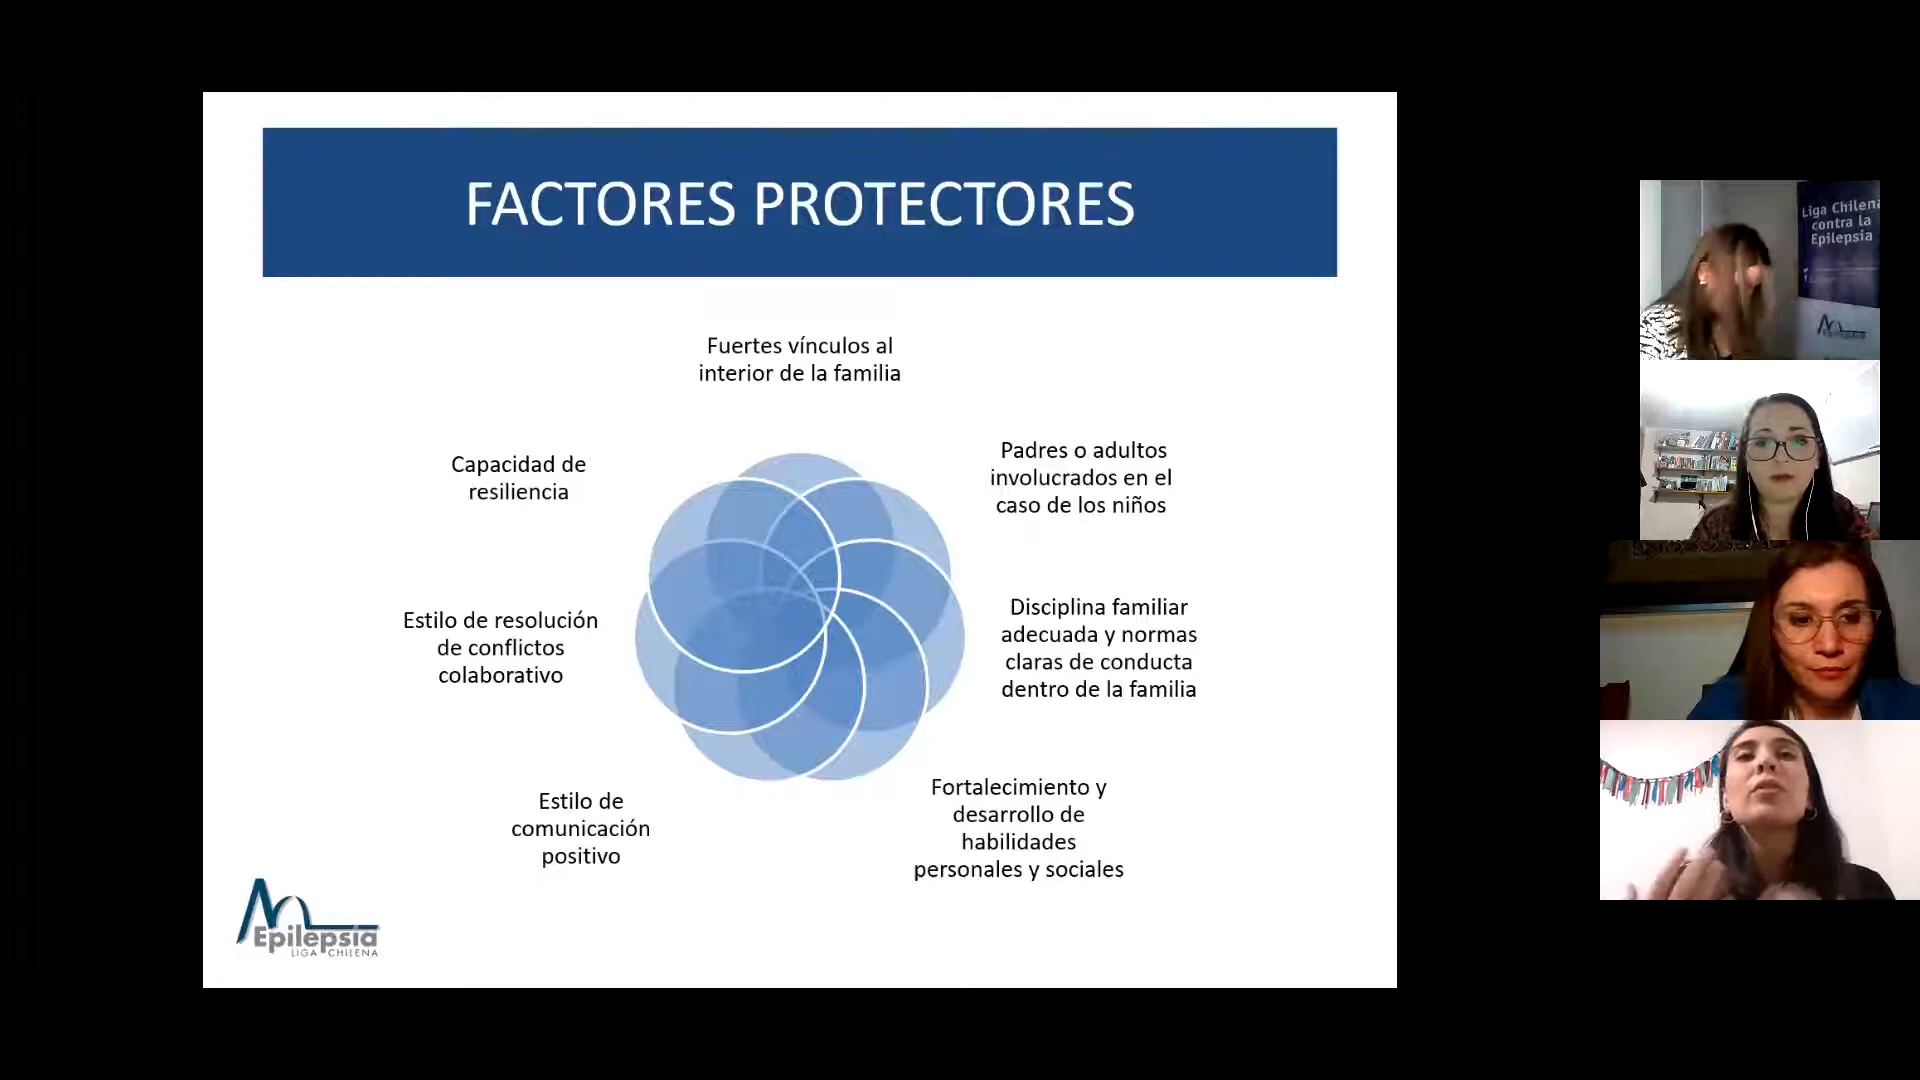 FACTORES PROTECTORES
Fuertes vínculos al
interior de la familia
Padres o adultos
involucrados en el
caso de los niños
Disciplina familiar
adecuada y normas
claras de conducta
dentro de la familia
Fortalecimiento y
desarrollo de
habilidades
personales y sociales
Estilo de
comunicación
positivo
Estilo de resolución
de conflictos
colaborativo
Capacidad de
resiliencia
Epilepsia
LIGA CHILENA
Liga Chilena
contra la
Epilepsia
Epilepsia